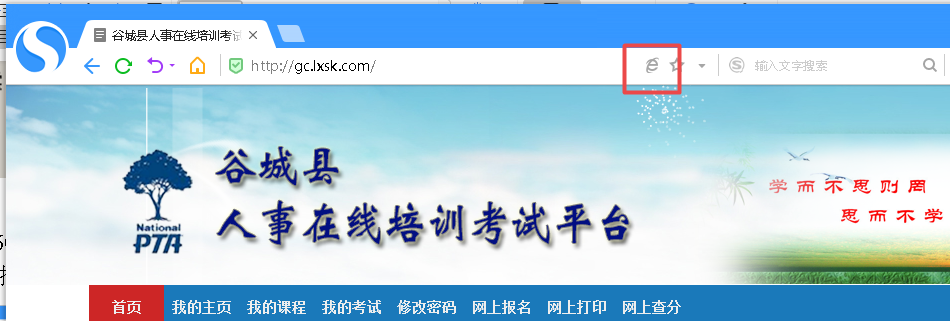 谷城县人事在线培训考试
http://gc.lxsk.com/
输入文字搜索
谷城县
人事在线培训考试平台
National
PTA
学而不思则罔
思而不学
首页 我的主页 我的课程 我的考试 修改密码 网上报名 网上打印 网上查分